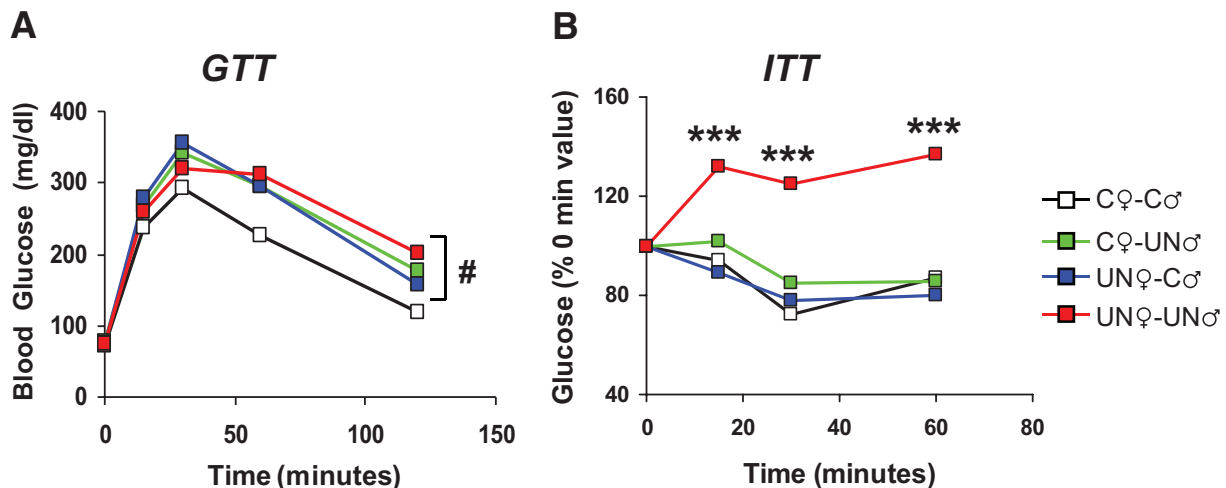 A
GTT
Blood Glucose (mg/dl)
400
300
200
100
0
0 50 100 150
Time (minutes)
#
B
ITT
Glucose (% 0 min value)
160
120
80
40
0 20 40 60 80
Time (minutes)
*** *** ***
C♀-C♂
C♀-UN♂
UN♀-C♂
UN♀-UN♂